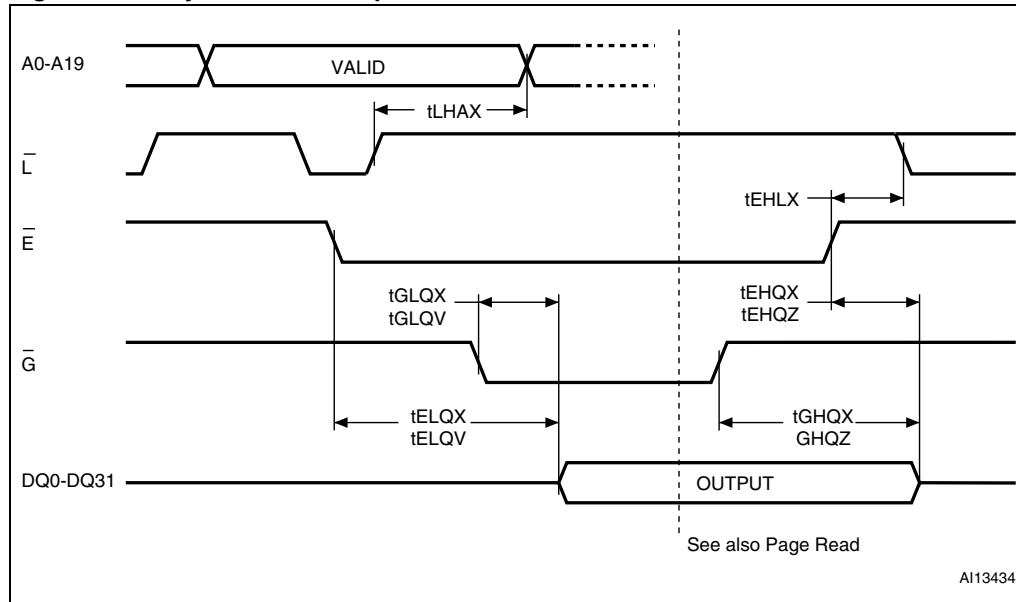 A0-A19
VALID
tLHAX
L
tEHLX
E
tGLQX
tGLQV
tEHQX
tEHQZ
G
tELQX
tELQV
tGHQX
GHQZ
DQ0-DQ31
OUTPUT
See also Page Read
AI13434